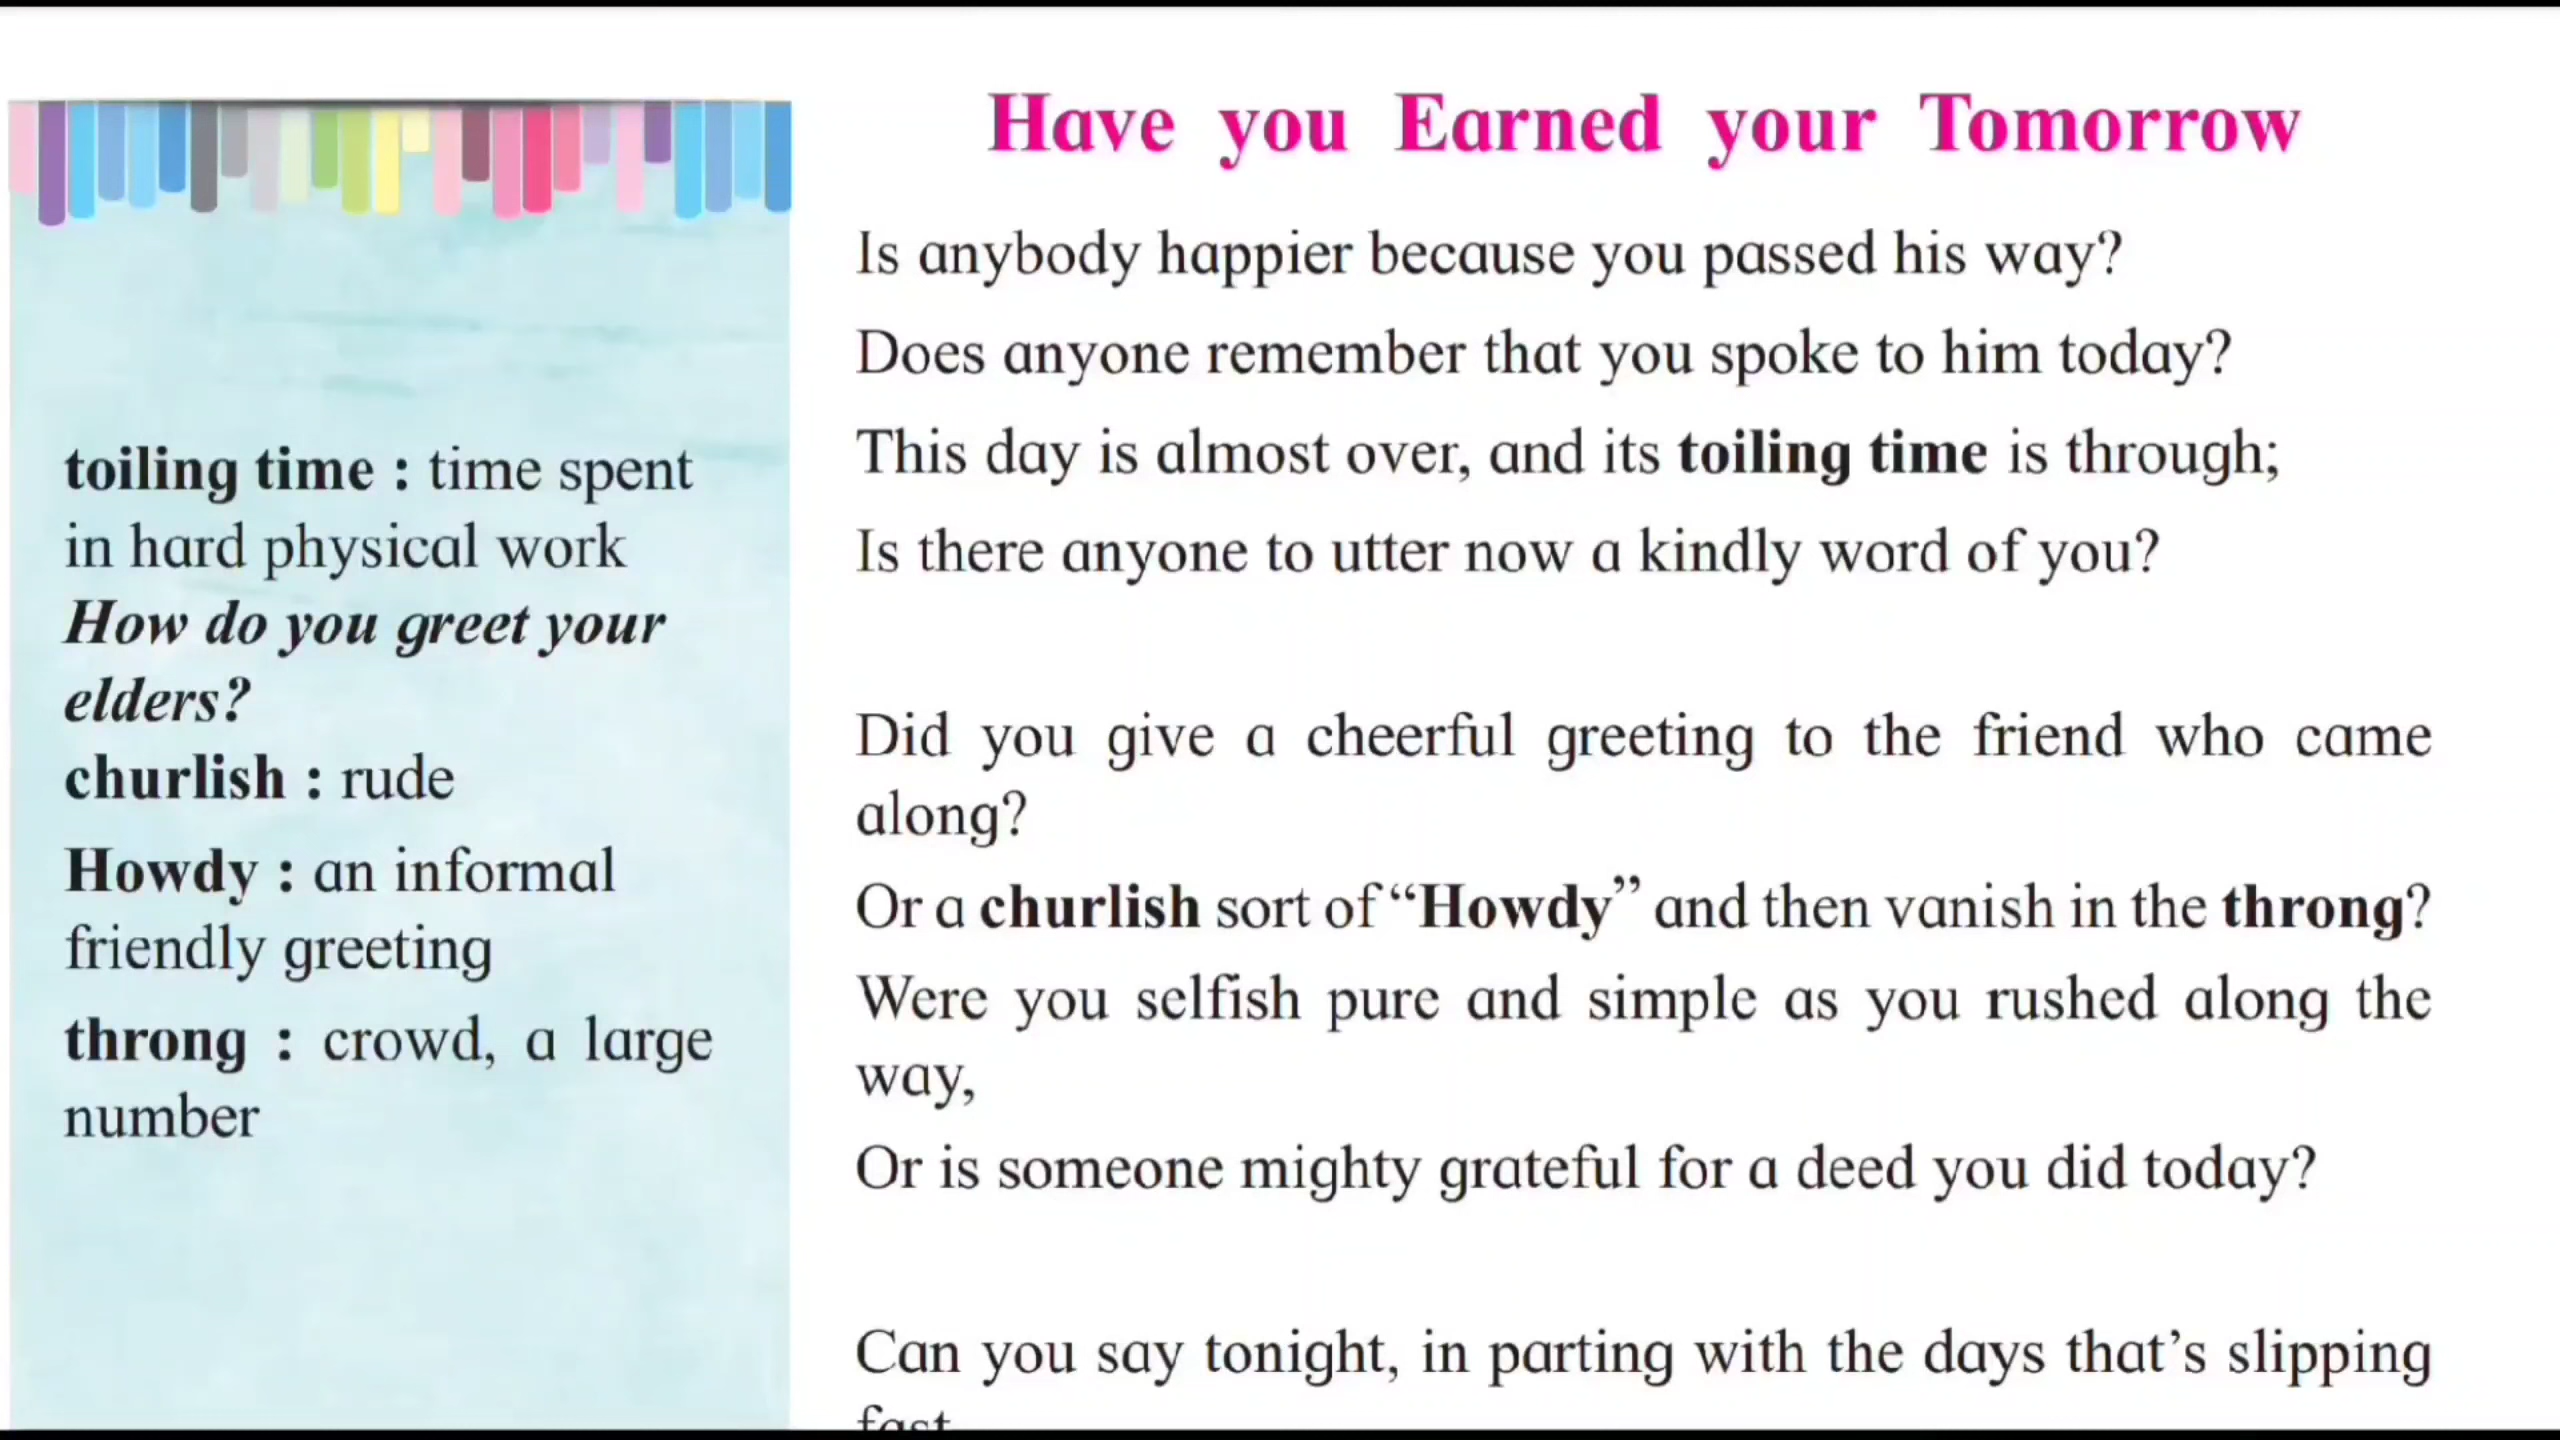 Have you Earned your Tomorrow
toiling time : time spent
in hard physical work
How do you greet your
elders?
churlish : rude
Howdy : an informal
friendly greeting
throng : crowd, a large
number
Is anybody happier because you passed his way?
Does anyone remember that you spoke to him today?
This day is almost over, and its toiling time is through;
Is there anyone to utter now a kindly word of you?
Did you give a cheerful greeting to the friend who came
along?
Or a churlish sort of “Howdy” and then vanish in the throng?
Were you selfish pure and simple as you rushed along the
way,
Or is someone mighty grateful for a deed you did today?
Can you say tonight, in parting with the days that’s slipping
fast